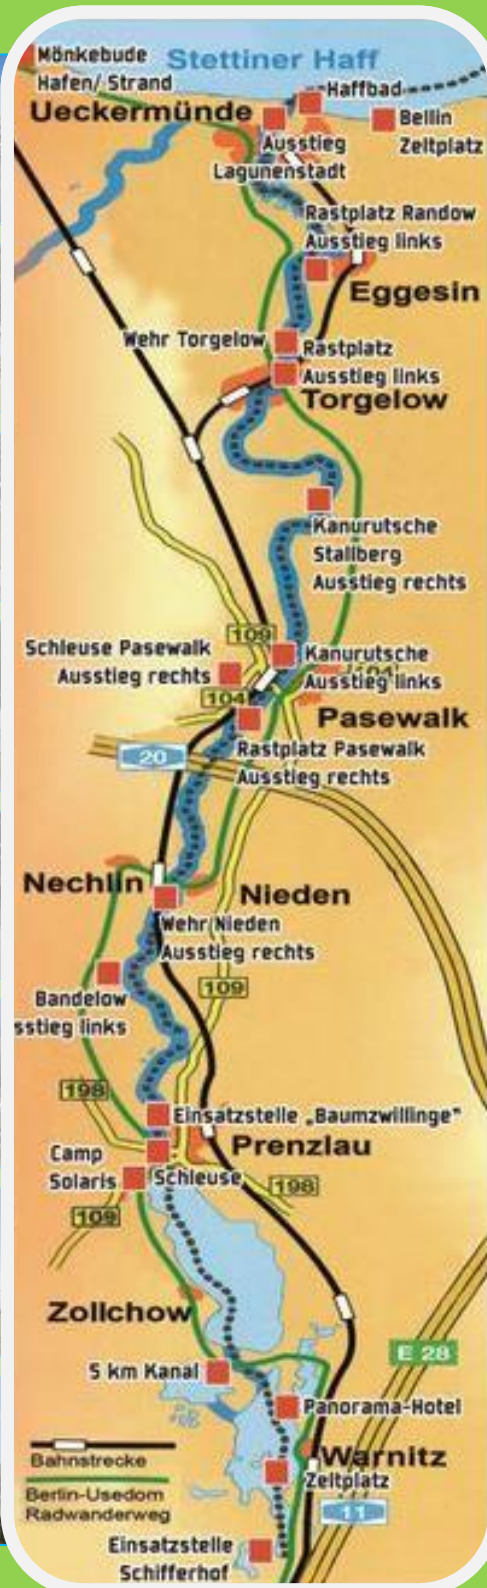 Mönkebude
Hafen/ Strand
Stettiner Haff
Haffbad
Ueckermünde
Bellin
Zeltplatz
Ausstieg
Lagunenstadt
Rastplatz Randow
Ausstieg links
Eggesin
Wehr Torgelow
Rastplatz
Ausstieg links
Torgelow
Kanurutsche
Stallberg
Ausstieg rechts
109
Schleuse Pasewalk
Ausstieg rechts
Kanurutsche
Ausstieg links
104
104
Pasewalk
Rastplatz Pasewalk
Ausstieg rechts
20
Nechlin
Nieden
Wehr Nieden
Ausstieg rechts
109
Bandelow
sstieg links
198
Einsatzstelle „Baumzwillinge"
Prenzlau
Camp
Solaris
Schleuse
198
109
Zollchow
E 28
5 km Kanal
Panorama-Hotel
Warnitz
Zeltplatz
11
Bahnstrecke
Berlin-Usedom
Radwanderweg
Einsatzstelle
Schifferhof